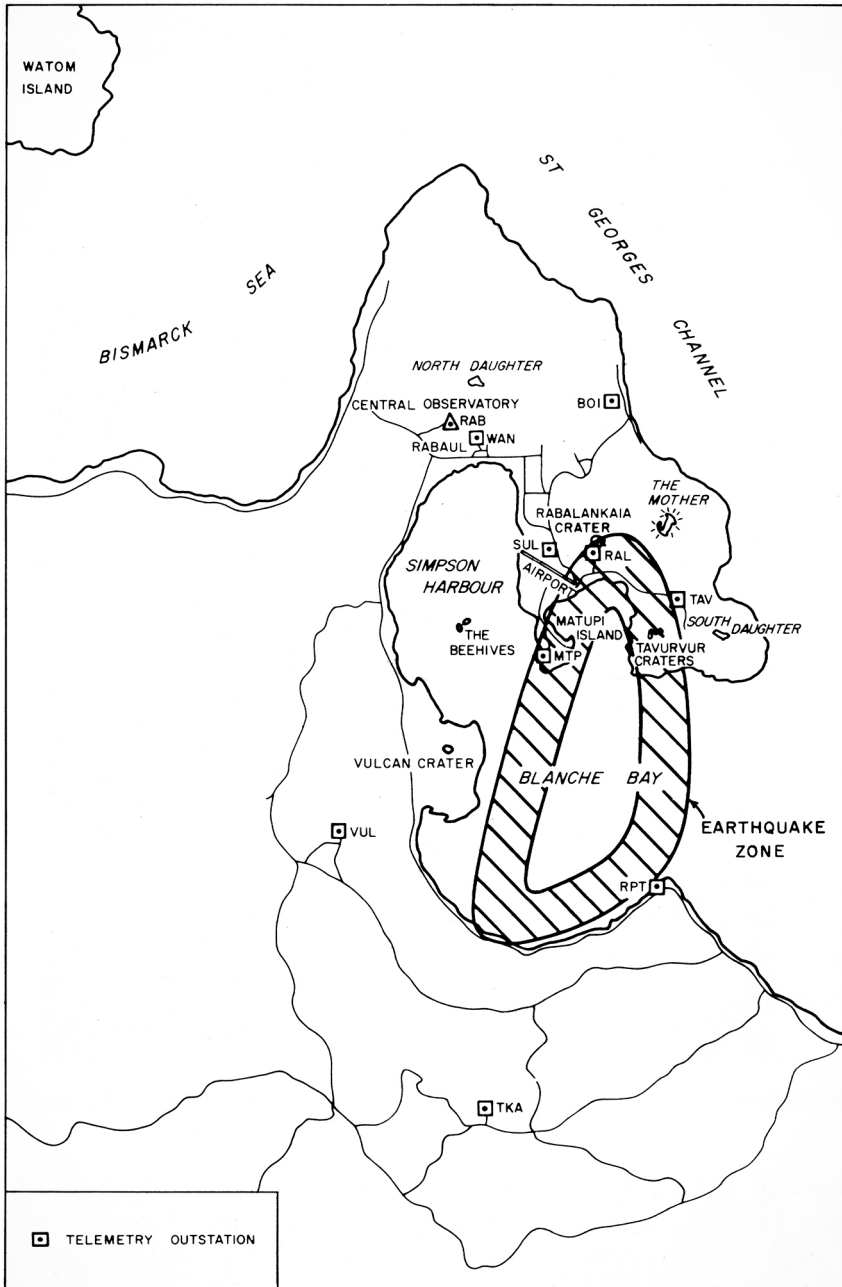 WATOM
ISLAND
ST GEORGES CHANNEL
BISMARCK SEA
NORTH DAUGHTER
CENTRAL OBSERVATORY
RAB
BOI
RABAUL
WAN
THE
MOTHER
RABALANKAIA
CRATER
SUL
RAL
SIMPSON
HARBOUR
AIRPORT
TAV
MATUPI
ISLAND
SOUTH DAUGHTER
THE
BEEHIVES
MTP
TAVURVUR
CRATERS
VULCAN CRATER
BLANCHE BAY
VUL
EARTHQUAKE
ZONE
RPT
TKA
TELEMETRY OUTSTATION